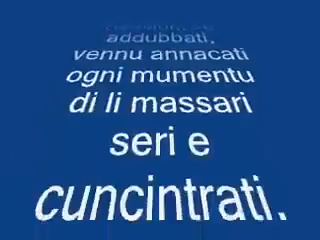 addubbati,
vennu annacati
ogni mumentu
di li massari
seri e
cuncintrati.